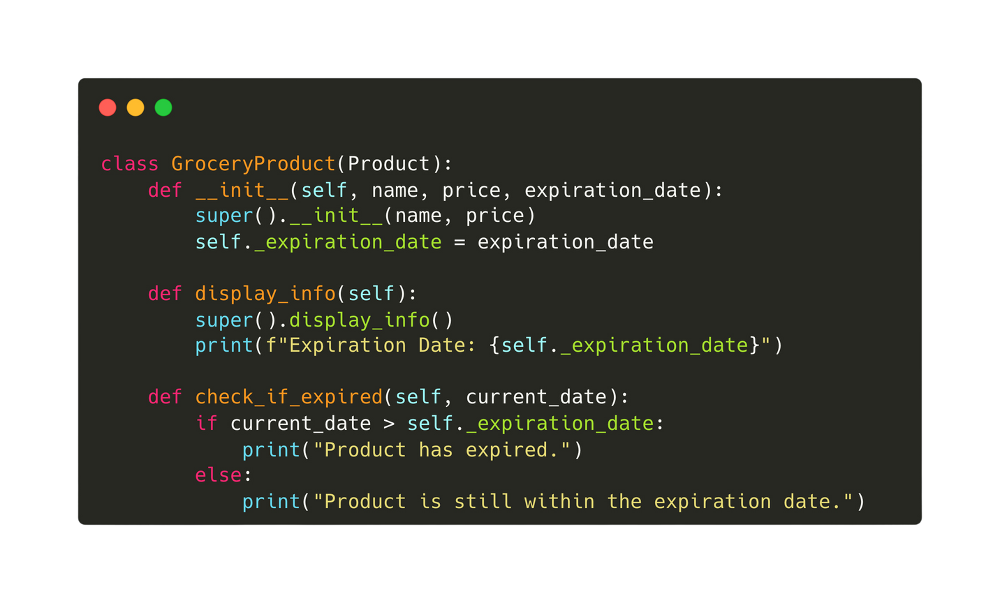 class GroceryProduct(Product):
    def __init__(self, name, price, expiration_date):
        super().__init__(name, price)
        self._expiration_date = expiration_date

    def display_info(self):
        super().display_info()
        print(f"Expiration Date: {self._expiration_date}")

    def check_if_expired(self, current_date):
        if current_date > self._expiration_date:
            print("Product has expired.")
        else:
            print("Product is still within the expiration date.")